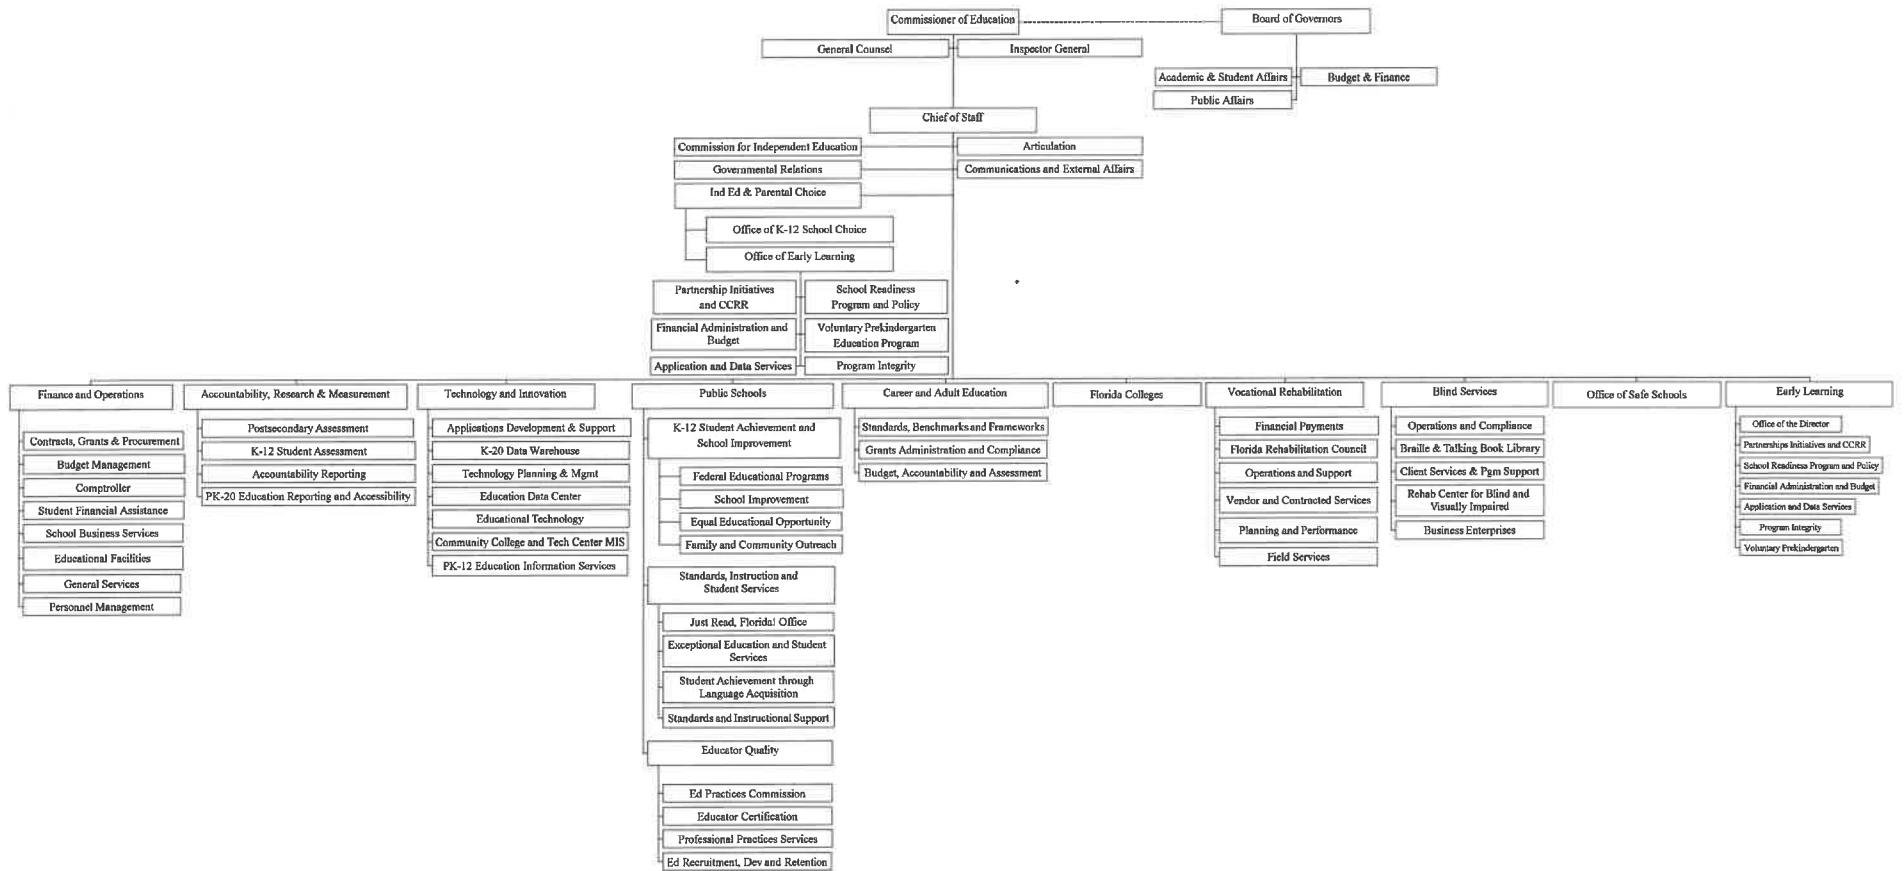 Commissioner of Education
Board of Governors
General Counsel
Inspector General
Academic & Student Affairs
Budget & Finance
Public Affairs
Chief of Staff
Commission for Independent Education
Articulation
Governmental Relations
Communications and External Affairs
Ind Ed & Parental Choice
Office of K-12 School Choice
Office of Early Learning
Partnership Initiatives
and CCRR
School Readiness
Program and Policy
Financial Administration and
Budget
Voluntary Prekindergarten
Education Program
Application and Data Services
Program Integrity
Finance and Operations
Contracts, Grants & Procurement
Budget Management
Comptroller
Student Financial Assistance
School Business Services
Educational Facilities
General Services
Personnel Management
Accountability, Research & Measurement
Postsecondary Assessment
K-12 Student Assessment
Accountability Reporting
PK-20 Education Reporting and Accessibility
Technology and Innovation
Applications Development & Support
K-20 Data Warehouse
Technology Planning & Mgmt
Education Data Center
Educational Technology
Community College and Tech Center MIS
PK-12 Education Information Services
Public Schools
K-12 Student Achievement and
School Improvement
Federal Educational Programs
School Improvement
Equal Educational Opportunity
Family and Community Outreach
Standards, Instruction and
Student Services
Just Read, Florida! Office
Exceptional Education and Student
Services
Student Achievement through
Language Acquisition
Standards and Instructional Support
Educator Quality
Ed Practices Commission
Educator Certification
Professional Practices Services
Ed Recruitment, Dev and Retention
Career and Adult Education
Standards, Benchmarks and Frameworks
Grants Administration and Compliance
Budget, Accountability and Assessment
Florida Colleges
Vocational Rehabilitation
Financial Payments
Florida Rehabilitation Council
Operations and Support
Vendor and Contracted Services
Planning and Performance
Field Services
Blind Services
Operations and Compliance
Braille & Talking Book Library
Client Services & Pgm Support
Rehab Center for Blind and
Visually Impaired
Business Enterprises
Office of Safe Schools
Early Learning
Office of the Director
Partnerships Initiatives and CCRR
School Readiness Program and Policy
Financial Administration and Budget
Application and Data Services
Program Integrity
Voluntary Prekindergarten